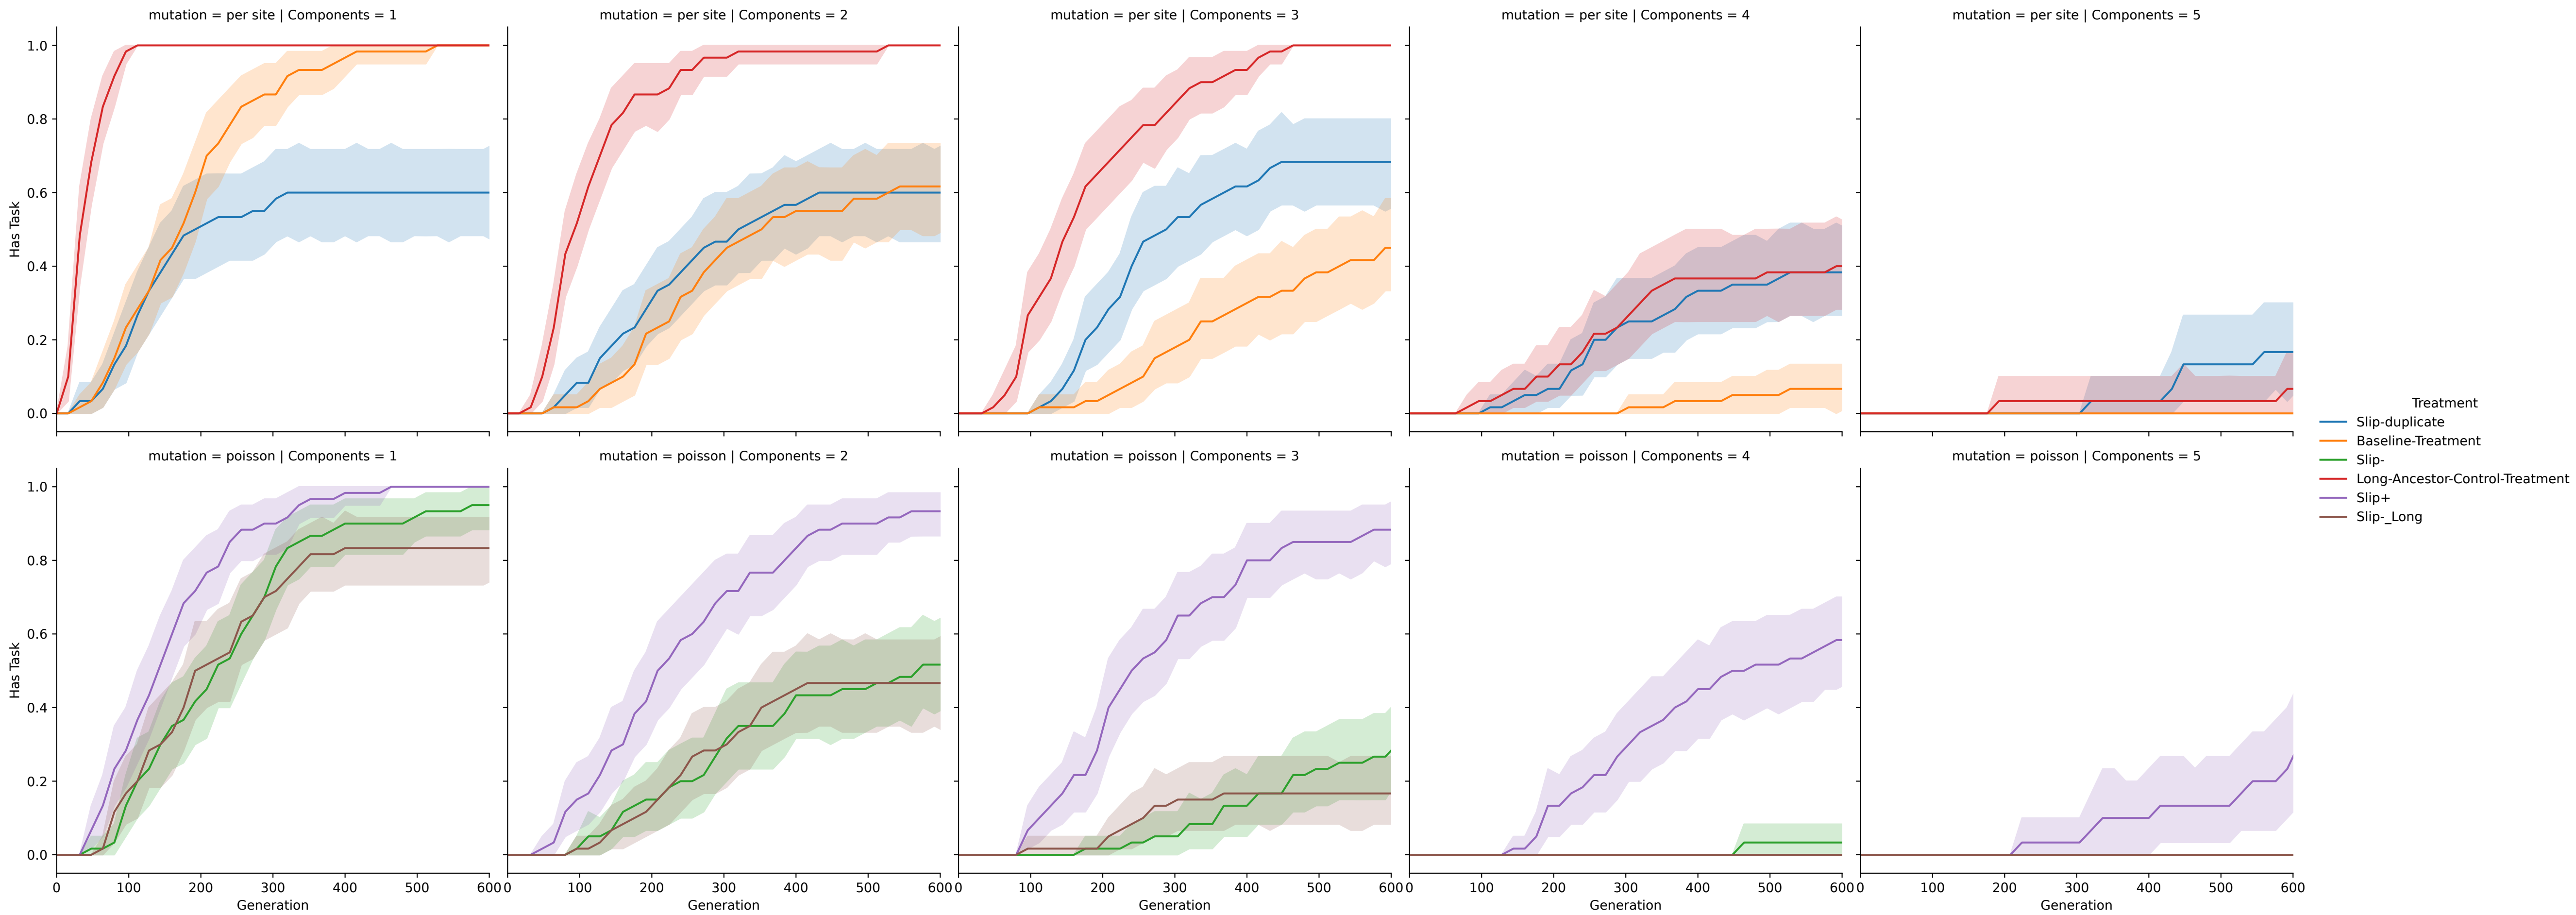 mutation = per site | Components = 1
mutation = per site | Components = 2
mutation = per site | Components = 3
mutation = per site | Components = 4
mutation = per site | Components = 5
1.0
0.8
0.6
0.4
0.2
0.0
Has Task
mutation = poisson | Components = 1
mutation = poisson | Components = 2
mutation = poisson | Components = 3
mutation = poisson | Components = 4
mutation = poisson | Components = 5
1.0
0.8
0.6
0.4
0.2
0.0
Has Task
0 100 200 300 400 500 600
0 100 200 300 400 500 600
0 100 200 300 400 500 600
0 100 200 300 400 500 600
0 100 200 300 400 500 600
Generation
Generation
Generation
Generation
Generation
Treatment
Slip-duplicate
Baseline-Treatment
Slip-
Long-Ancestor-Control-Treatment
Slip+
Slip-_Long